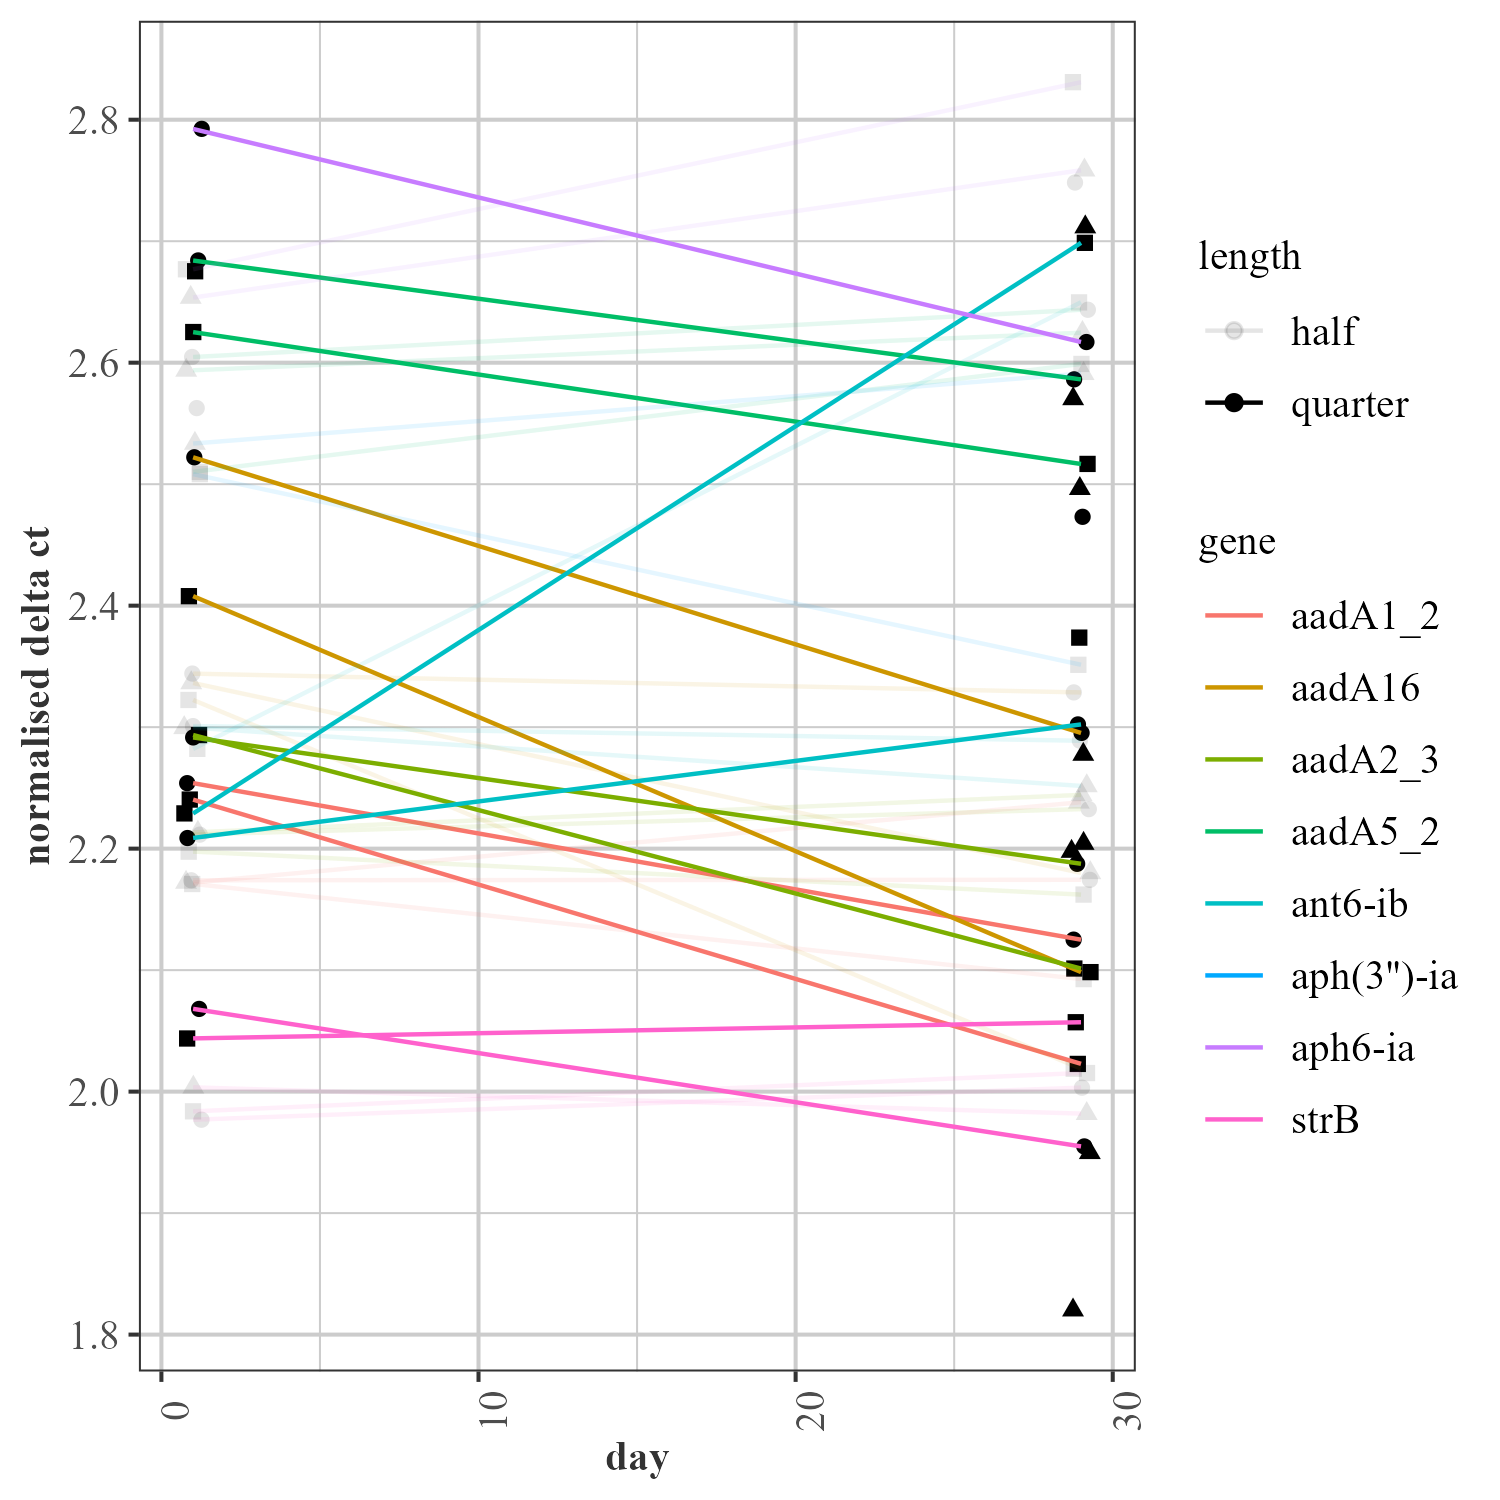 2.8
2.6
2.4
2.2
2.0
1.8
normalised delta ct
0
10
20
30
day
length
half
quarter
gene
aadA1_2
aadA16
aadA2_3
aadA5_2
ant6-ib
aph(3")-ia
aph6-ia
strB